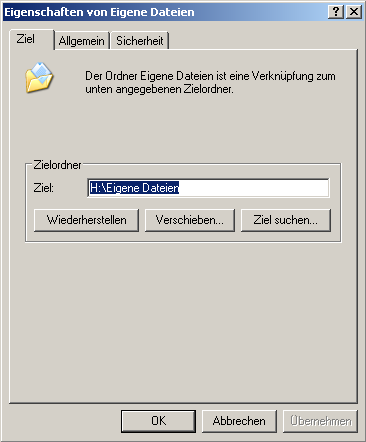 Eigenschaften von Eigene Dateien
Ziel Allgemein Sicherheit
Der Ordner Eigene Dateien ist eine Verknüpfung zum
unten angegebenen Zielordner.
Zielordner
Ziel: H:\Eigene Dateien
Wiederherstellen Verschieben... Ziel suchen...
OK Abbrechen Übernehmen